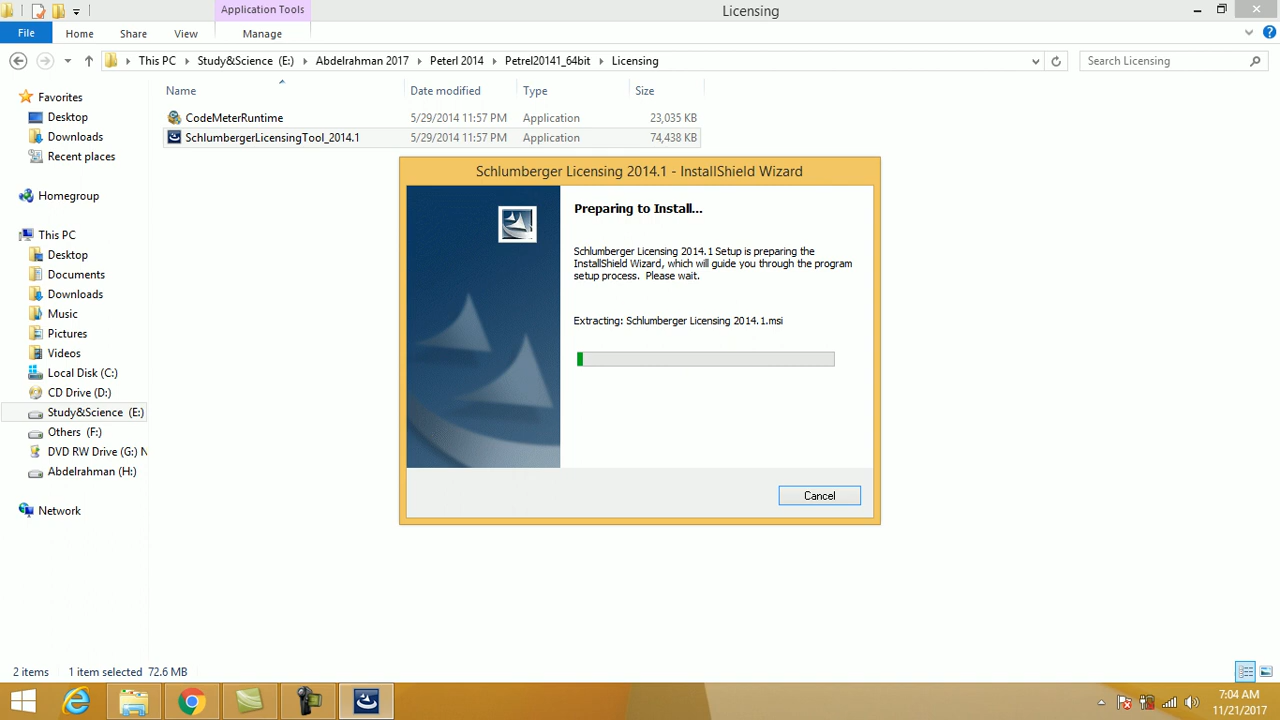 Application Tools
Licensing
File
Home
Share
View
Manage
This PC
Study&Science (E:)
Abdelrahman 2017
Peterl 2014
Petrel20141_64bit
Licensing
Search Licensing
Name
Date modified
Type
Size
CodeMeterRuntime
5/29/2014 11:57 PM
Application
23,035 KB
SchlumbergerLicensingTool_2014.1
5/29/2014 11:57 PM
Application
74,438 KB
Favorites
Desktop
Downloads
Recent places
Homegroup
This PC
Desktop
Documents
Downloads
Music
Pictures
Videos
Local Disk (C:)
CD Drive (D:)
Study&Science (E:)
Others (F:)
DVD RW Drive (G:) N
Abdelrahman (H:)
Network
Schlumberger Licensing 2014.1 - InstallShield Wizard
Preparing to Install...
Schlumberger Licensing 2014.1 Setup is preparing the
InstallShield Wizard, which will guide you through the program
setup process. Please wait.
Extracting: Schlumberger Licensing 2014.1.msi
Cancel
2 items
1 item selected 72.6 MB
7:04 AM
11/21/2017